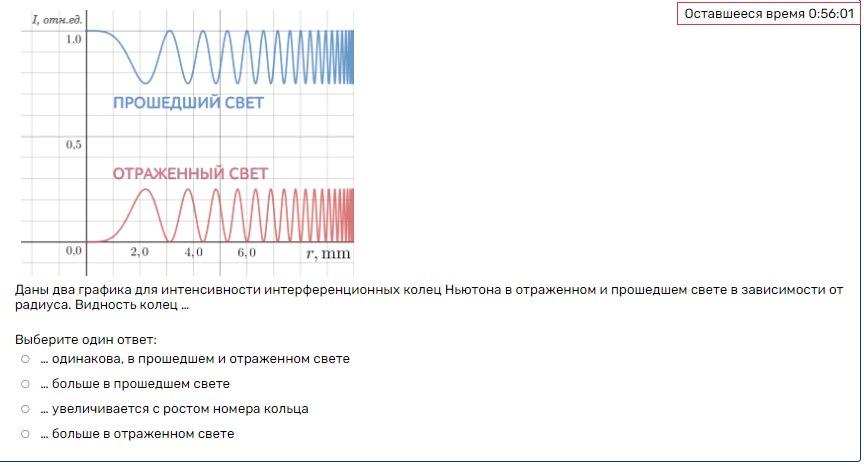 Оставшееся время 0:56:01
I, отн.ед.
1,0
ПРОШЕДШИЙ СВЕТ
0,5
ОТРАЖЕННЫЙ СВЕТ
0,0 2,0 4,0 6,0 r, mm
Даны два графика для интенсивности интерференционных колец Ньютона в отраженном и прошедшем свете в зависимости от
радиуса. Видность колец ...
Выберите один ответ:
... одинакова, в прошедшем и отраженном свете
... больше в прошедшем свете
... увеличивается с ростом номера кольца
... больше в отраженном свете